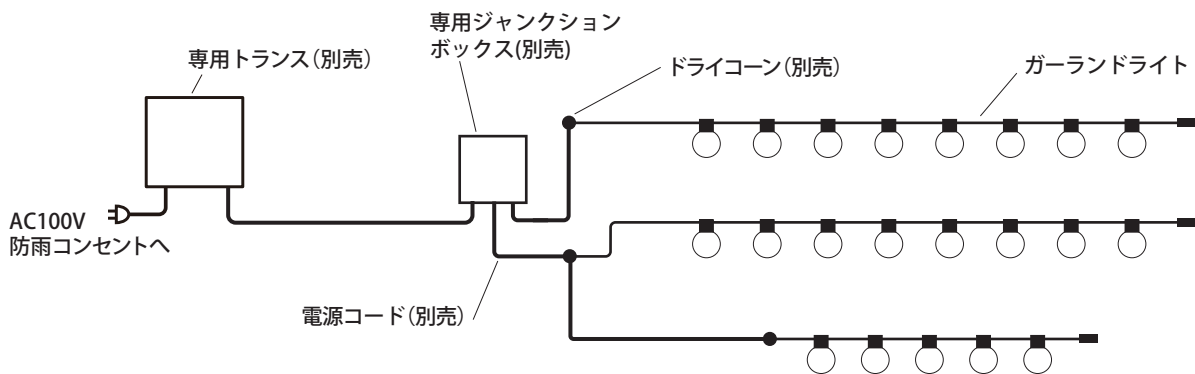 専用ジャンクション
ボックス(別売)
専用トランス(別売)
ドライコーン(別売)
ガーランドライト
AC100V
防雨コンセントへ
電源コード(別売)